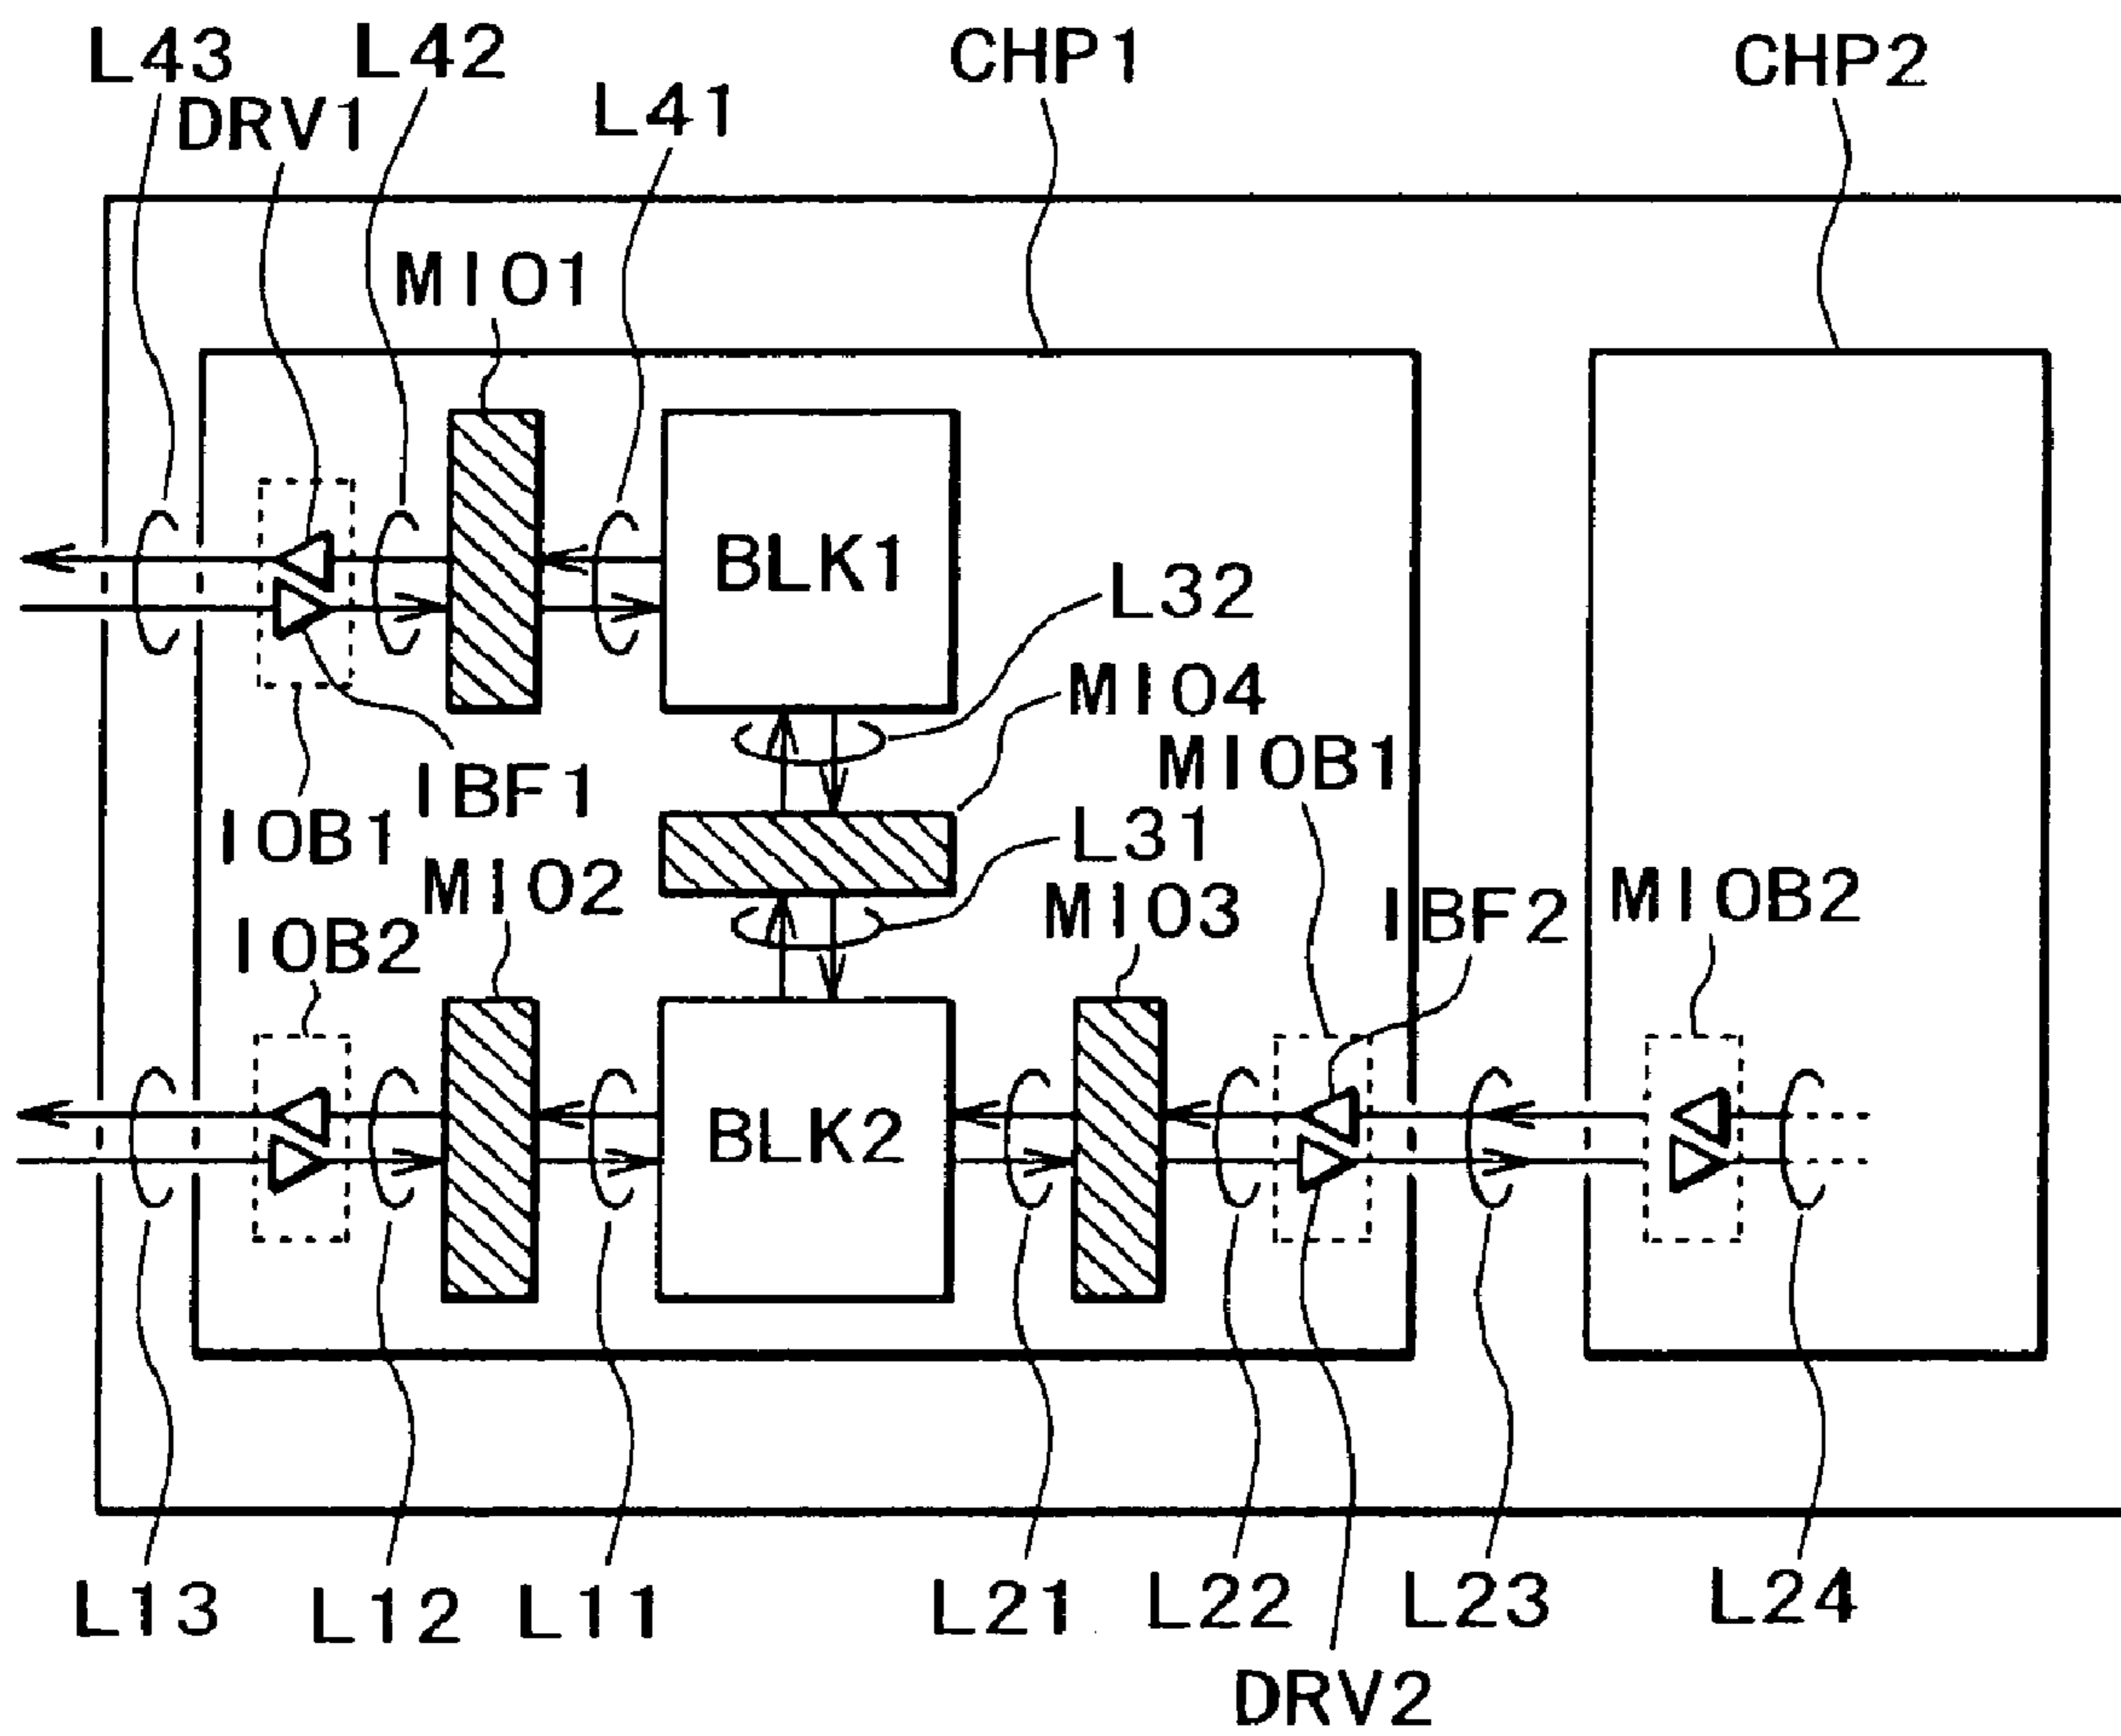 L43
L42
CHP1
CHP2
DRV1
L41
MIO1
BLK1
L32
MIO4
MIOB1
IBF1
IOB1
L31
MIO2
MIO3
IBF2
MIOB2
IOB2
BLK2
L13
L12
L11
L21
L22
L23
L24
DRV2